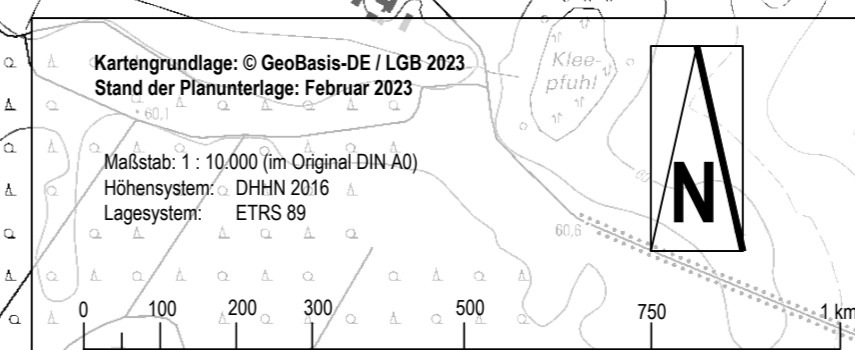 Kartengrundlage: © GeoBasis-DE / LGB 2023
Stand der Planunterlage: Februar 2023
Klee-
pfuhl
60,1
Maßstab: 1 : 10.000 (im Original DIN A0)
Höhensystem: DHHN 2016
Lagesystem: ETRS 89
N
60,6
0 100 200 300 500 750 1 km